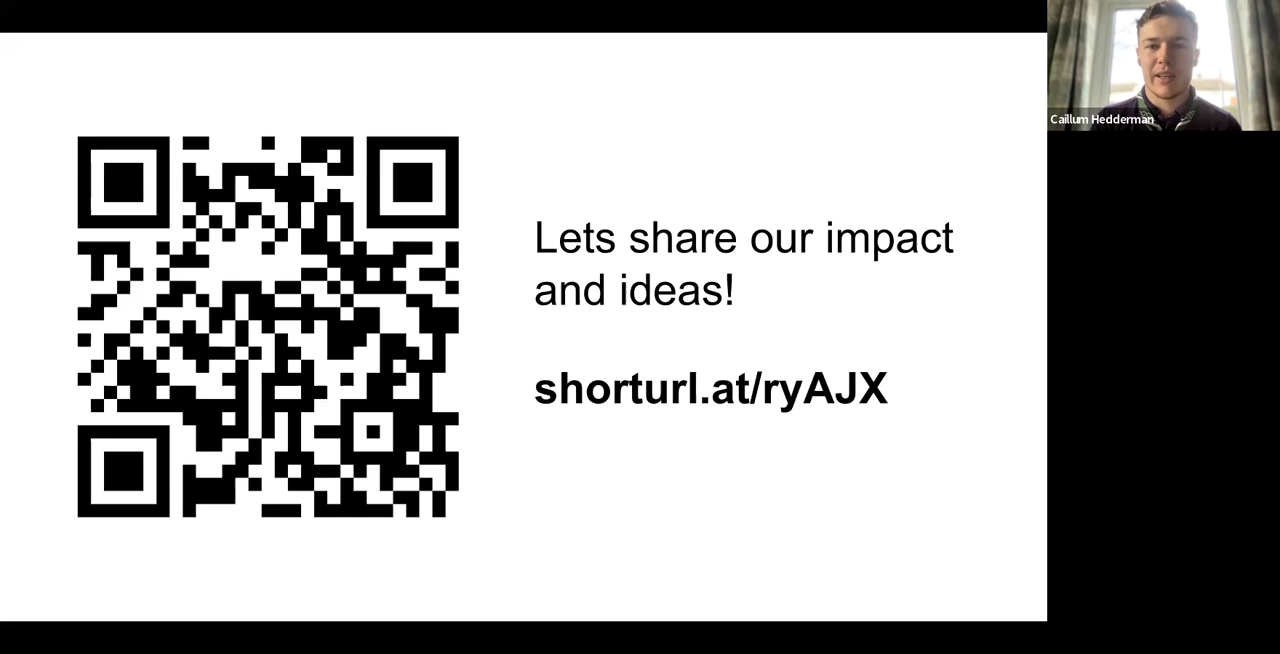 Caillum Hedderman
Lets share our impact
and ideas!
shorturl.at/ryAJX